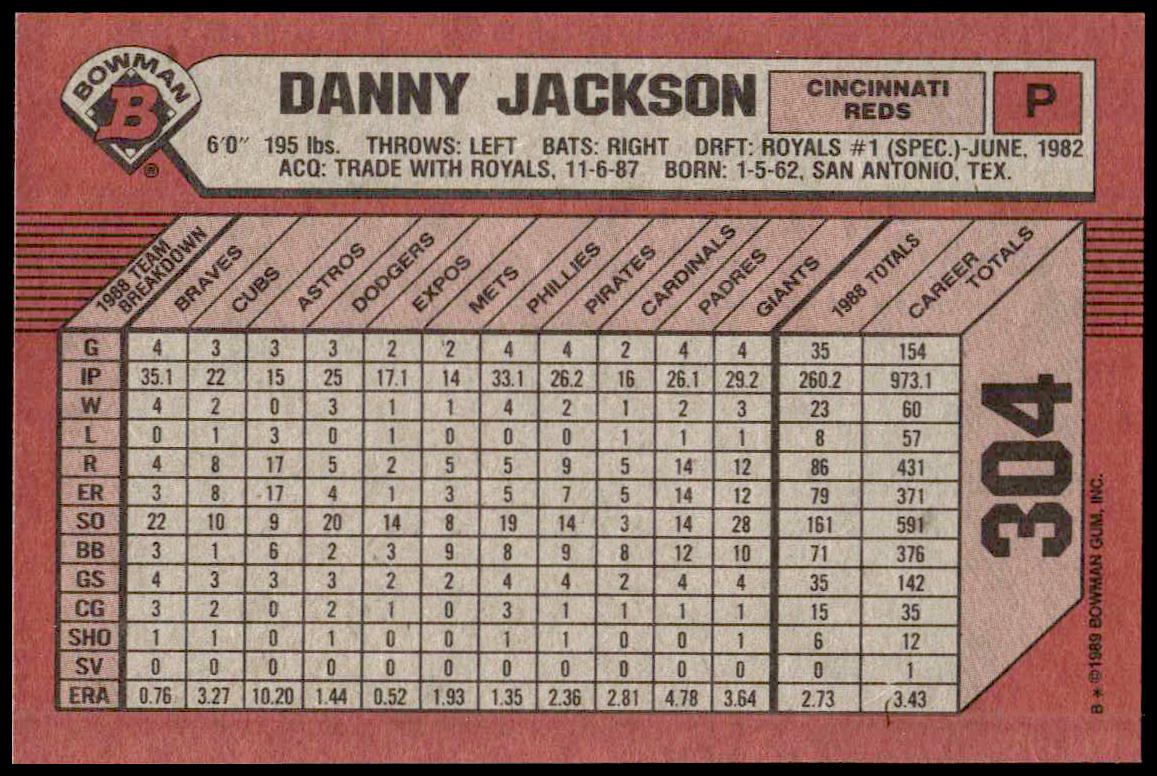 BOWMAN
B
®
DANNY JACKSON
CINCINNATI
REDS
P
6'0" 195 lbs. THROWS: LEFT BATS: RIGHT DRFT: ROYALS #1 (SPEC.)-JUNE, 1982
ACQ: TRADE WITH ROYALS, 11-6-87 BORN: 1-5-62, SAN ANTONIO, TEX.
1988 TEAM BREAKDOWN BRAVES CUBS ASTROS DODGERS EXPOS METS PHILLIES PIRATES CARDINALS PADRES GIANTS 1988 TOTALS CAREER TOTALS
G 4 3 3 3 2 2 4 4 2 4 4 35 154
IP 35.1 22 15 25 17.1 14 33.1 26.2 16 26.1 29.2 260.2 973.1
W 4 2 0 3 1 1 4 2 1 2 3 23 60
L 0 1 3 0 1 0 0 0 1 1 1 8 57
R 4 8 17 5 2 5 5 9 5 14 12 86 431
ER 3 8 17 4 1 3 5 7 5 14 12 79 371
SO 22 10 9 20 14 8 19 14 3 14 28 161 591
BB 3 1 6 2 3 9 8 9 8 12 10 71 376
GS 4 3 3 3 2 2 4 4 2 4 4 35 142
CG 3 2 0 2 1 0 3 1 1 1 1 15 35
SHO 1 1 0 1 0 0 1 1 0 0 1 6 12
SV 0 0 0 0 0 0 0 0 0 0 0 0 1
ERA 0.76 3.27 10.20 1.44 0.52 1.93 1.35 2.36 2.81 4.78 3.64 2.73 3.43
304
B * ©1989 BOWMAN GUM, INC.